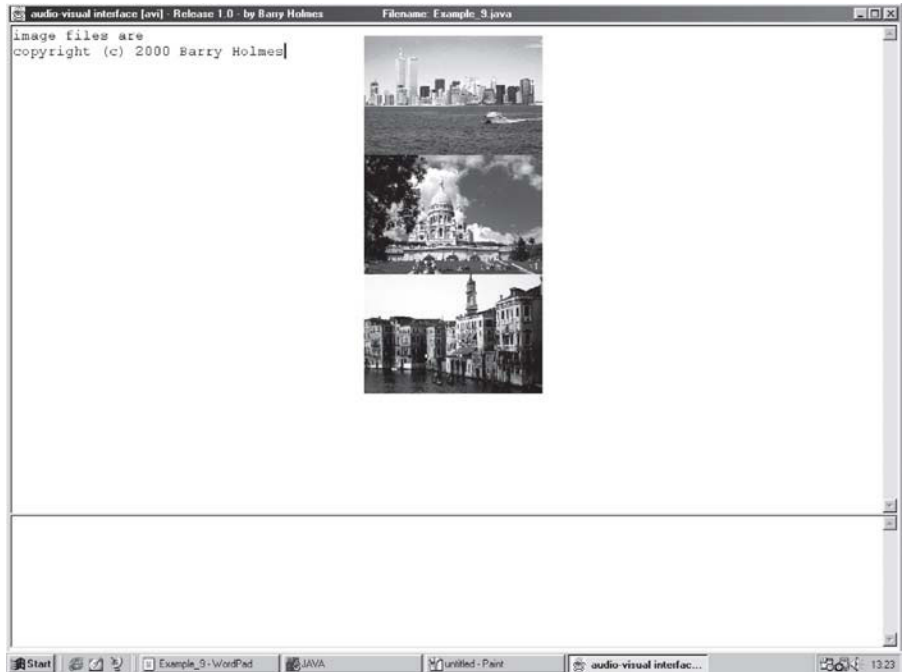 audio-visual interface [avi] - Release 1.0 - by Barry Holmes Filename: Example_9.java
image files are
copyright (c) 2000 Barry Holmes
Start Example_9 - WordPad JAVA untitled - Paint audio-visual interfac... 13:23